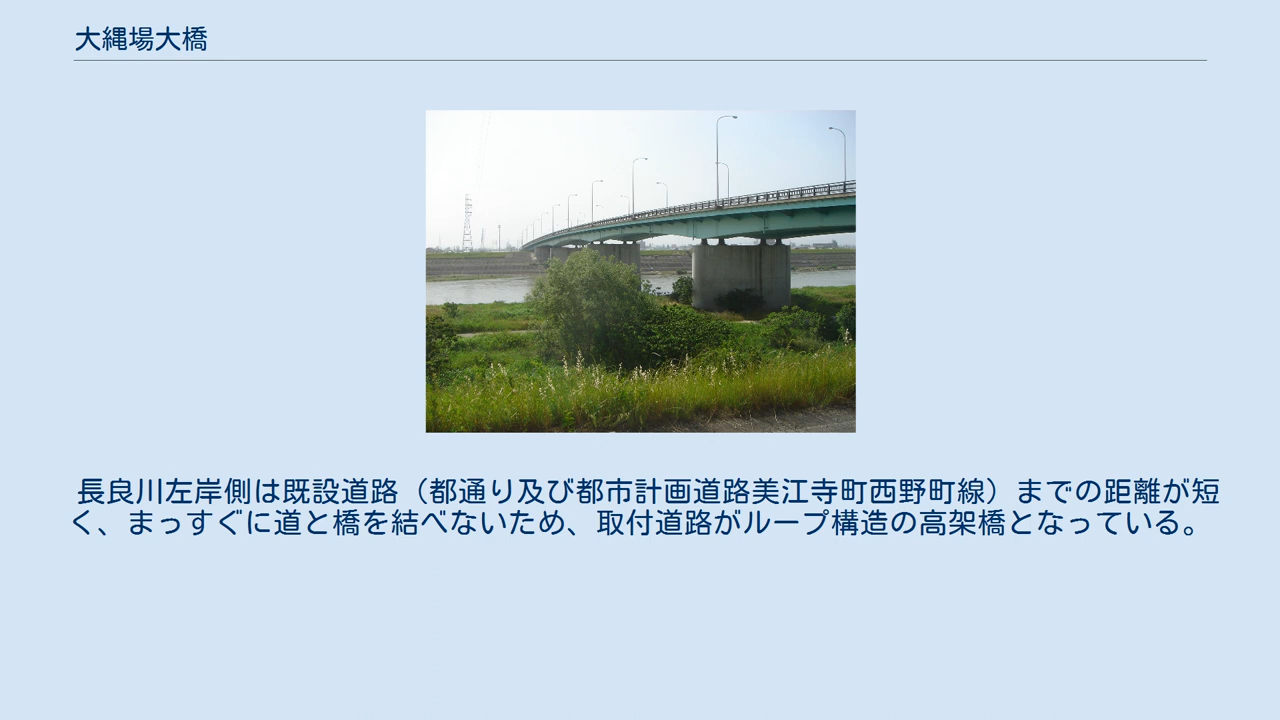 大縄場大橋
長良川左岸側は既設道路（都通り及び都市計画道路美江寺町西野町線）までの距離が短
く、まっすぐに道と橋を結べないため、取付道路がループ構造の高架橋となっている。